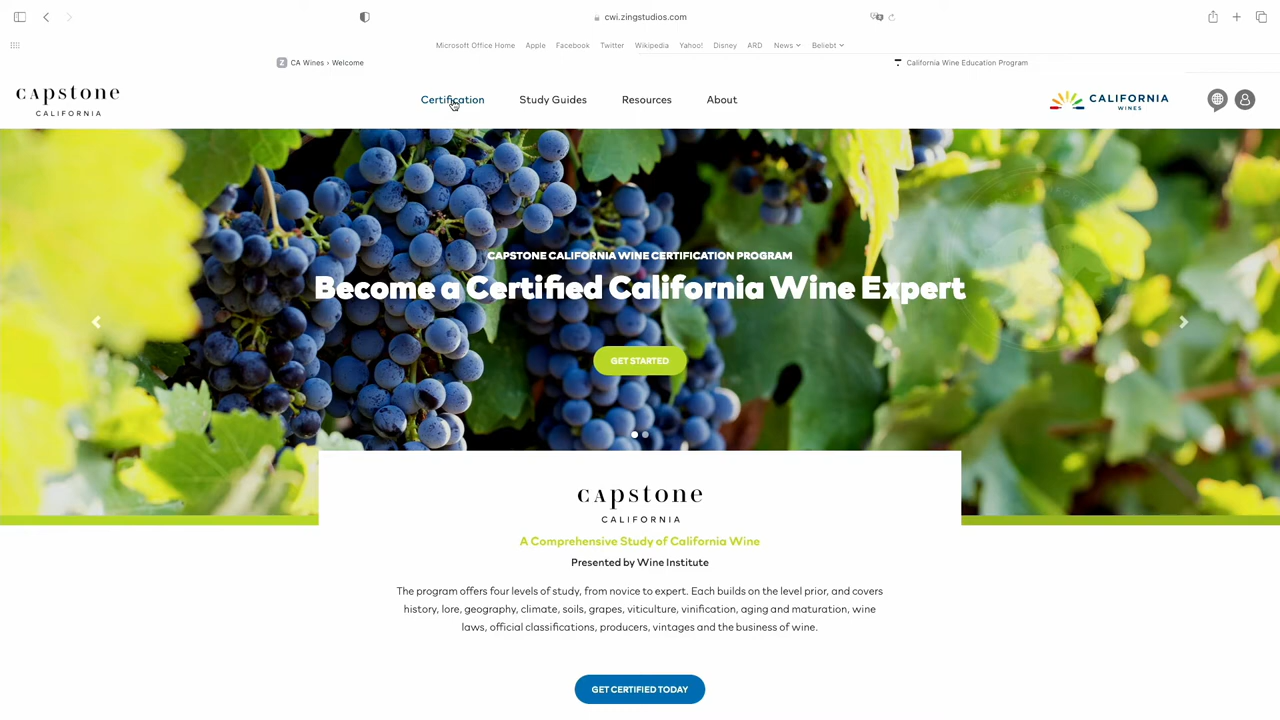 cwi.zingstudios.com
Microsoft Office Home Apple Facebook Twitter Wikipedia Yahoo! Disney ARD News Beliebt
Z CA Wines › Welcome
California Wine Education Program
capstone
CALIFORNIA
Certification Study Guides Resources About
CALIFORNIA
WINES
CAPSTONE CALIFORNIA WINE CERTIFICATION PROGRAM
Become a Certified California Wine Expert
GET STARTED
capstone
CALIFORNIA
A Comprehensive Study of California Wine
Presented by Wine Institute
The program offers four levels of study, from novice to expert. Each builds on the level prior, and covers
history, lore, geography, climate, soils, grapes, viticulture, vinification, aging and maturation, wine
laws, official classifications, producers, vintages and the business of wine.
GET CERTIFIED TODAY